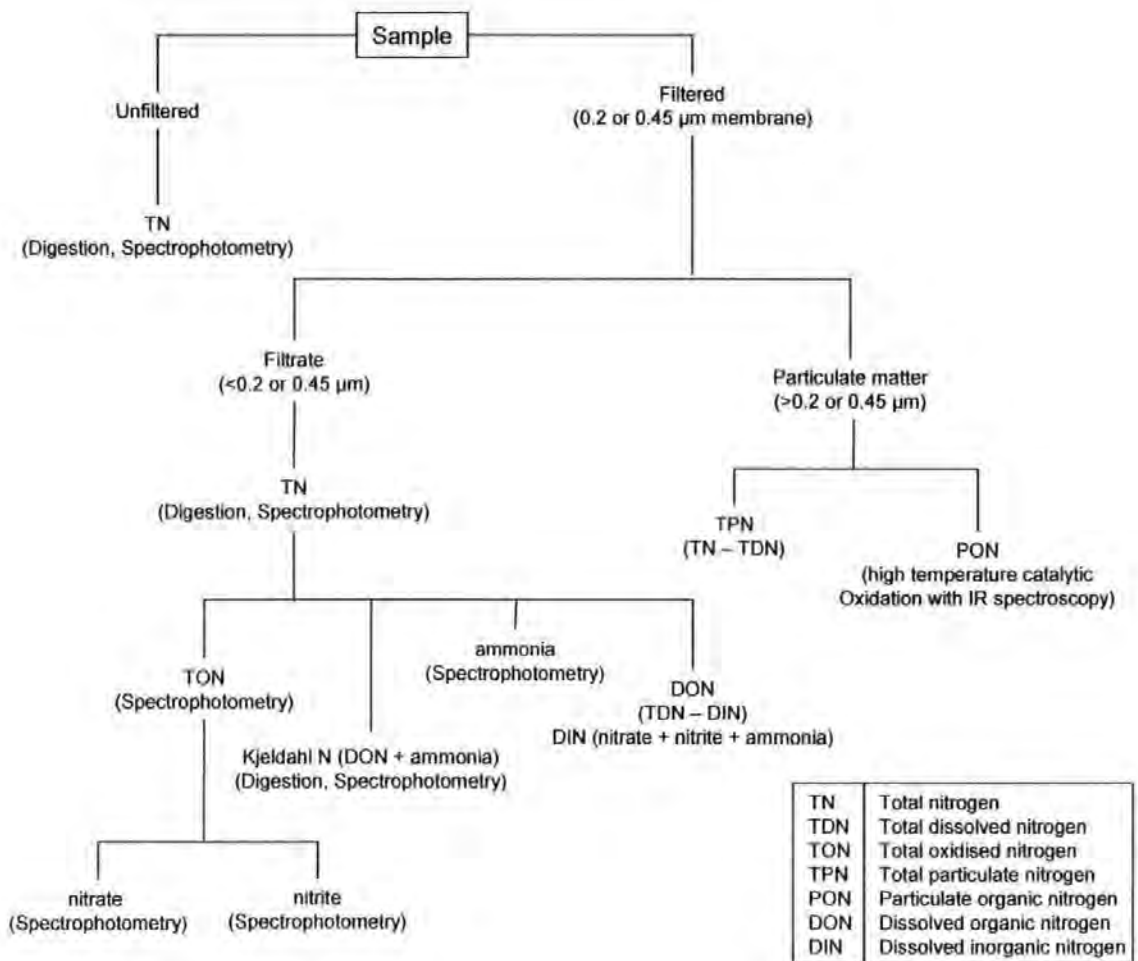 Sample
Unfiltered
Filtered
(0.2 or 0.45 µm membrane)
TN
(Digestion, Spectrophotometry)
Filtrate
(<0.2 or 0.45 µm)
Particulate matter
(>0.2 or 0.45 µm)
TN
(Digestion, Spectrophotometry)
TPN
(TN – TDN)
PON
(high temperature catalytic
Oxidation with IR spectroscopy)
TON
(Spectrophotometry)
ammonia
(Spectrophotometry)
DON
(TDN – DIN)
DIN (nitrate + nitrite + ammonia)
Kjeldahl N (DON + ammonia)
(Digestion, Spectrophotometry)
nitrate
(Spectrophotometry)
nitrite
(Spectrophotometry)
TN Total nitrogen
TDN Total dissolved nitrogen
TON Total oxidised nitrogen
TPN Total particulate nitrogen
PON Particulate organic nitrogen
DON Dissolved organic nitrogen
DIN Dissolved inorganic nitrogen